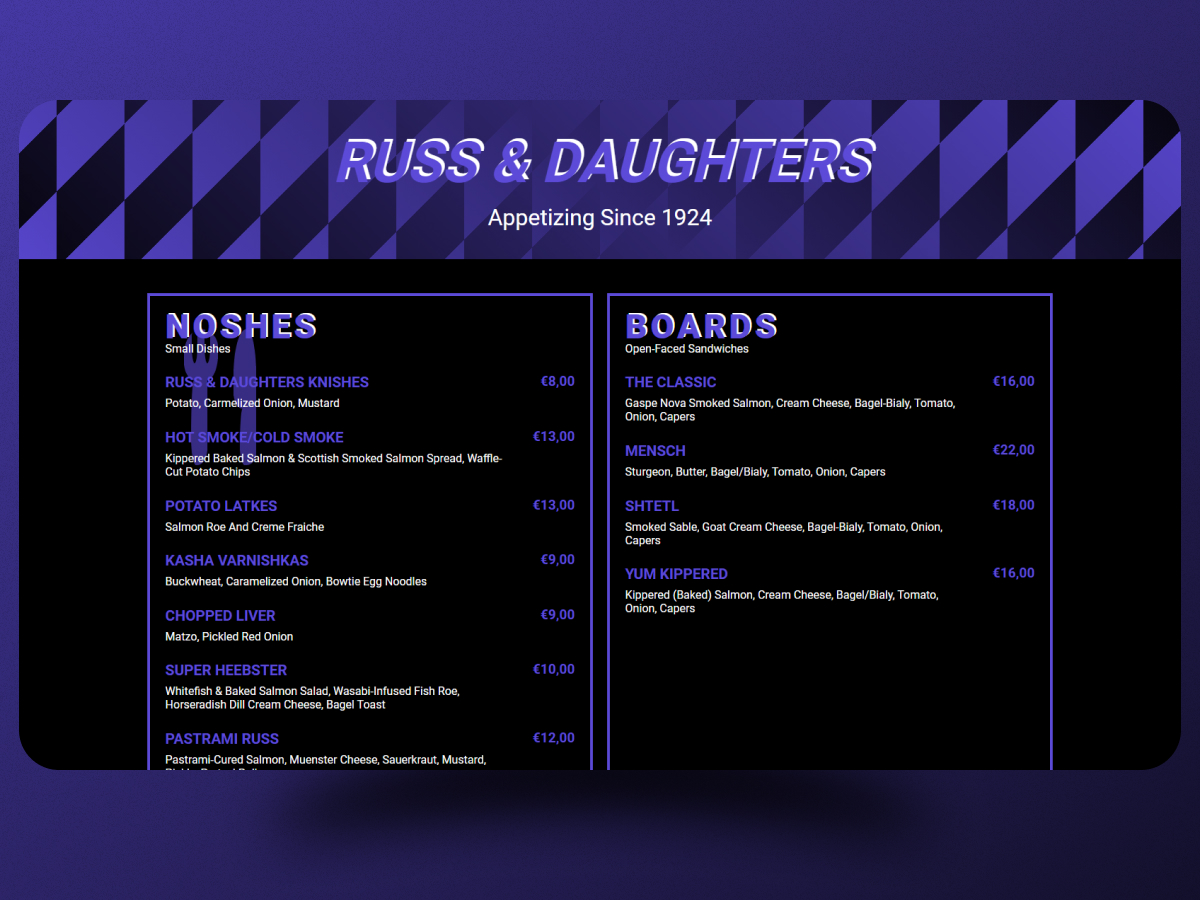 RUSS & DAUGHTERS
Appetizing Since 1924
NOSHES
Small Dishes
RUSS & DAUGHTERS KNISHES €8,00
Potato, Carmelized Onion, Mustard
HOT SMOKE/COLD SMOKE €13,00
Kippered Baked Salmon & Scottish Smoked Salmon Spread, Waffle-
Cut Potato Chips
POTATO LATKES €13,00
Salmon Roe And Creme Fraiche
KASHA VARNISHKAS €9,00
Buckwheat, Caramelized Onion, Bowtie Egg Noodles
CHOPPED LIVER €9,00
Matzo, Pickled Red Onion
SUPER HEEBSTER €10,00
Whitefish & Baked Salmon Salad, Wasabi-Infused Fish Roe,
Horseradish Dill Cream Cheese, Bagel Toast
PASTRAMI RUSS €12,00
Pastrami-Cured Salmon, Muenster Cheese, Sauerkraut, Mustard,
BOARDS
Open-Faced Sandwiches
THE CLASSIC €16,00
Gaspe Nova Smoked Salmon, Cream Cheese, Bagel-Bialy, Tomato,
Onion, Capers
MENSCH €22,00
Sturgeon, Butter, Bagel/Bialy, Tomato, Onion, Capers
SHTETL €18,00
Smoked Sable, Goat Cream Cheese, Bagel-Bialy, Tomato, Onion,
Capers
YUM KIPPERED €16,00
Kippered (Baked) Salmon, Cream Cheese, Bagel/Bialy, Tomato,
Onion, Capers